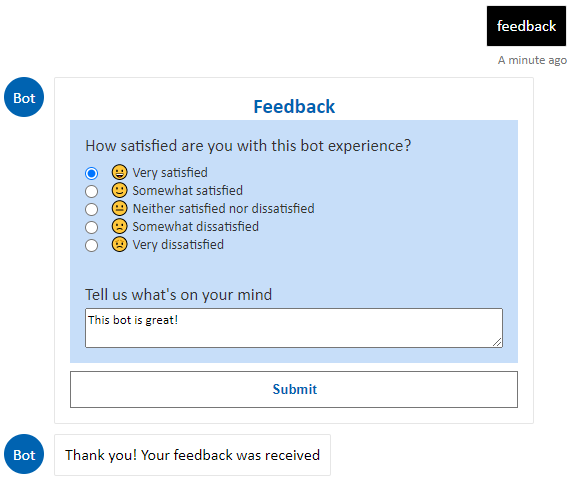 feedback
A minute ago
Bot
Feedback
How satisfied are you with this bot experience?
Very satisfied
Somewhat satisfied
Neither satisfied nor dissatisfied
Somewhat dissatisfied
Very dissatisfied
Tell us what's on your mind
This bot is great!
Submit
Bot
Thank you! Your feedback was received